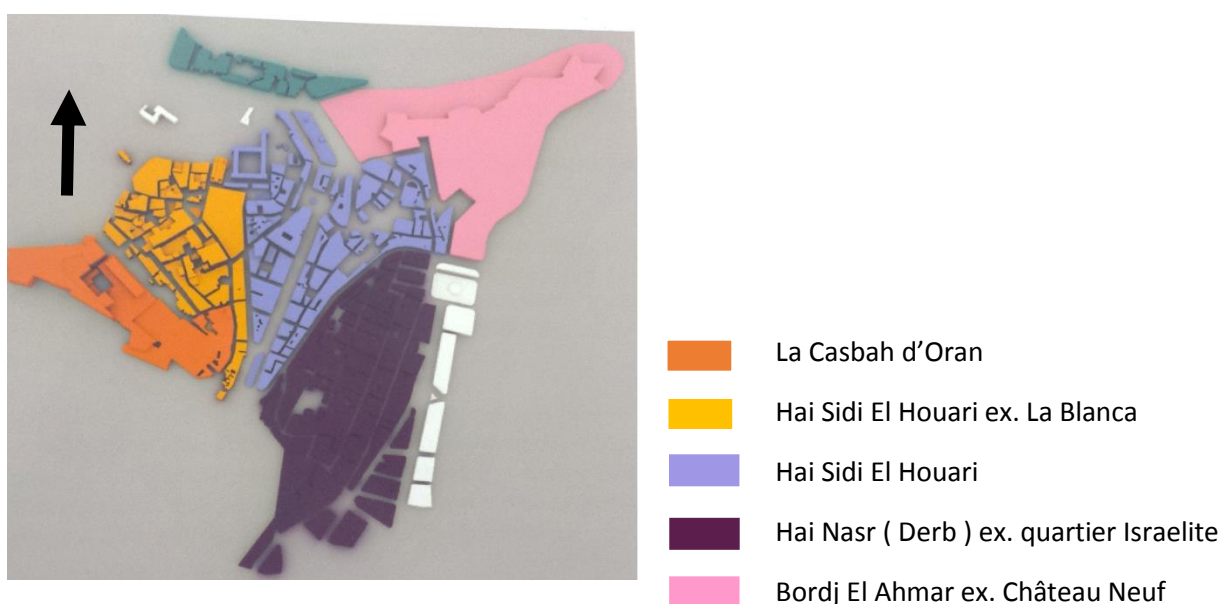 La Casbah d’Oran
Hai Sidi El Houari ex. La Blanca
Hai Sidi El Houari
Hai Nasr ( Derb ) ex. quartier Israelite
Bordj El Ahmar ex. Château Neuf